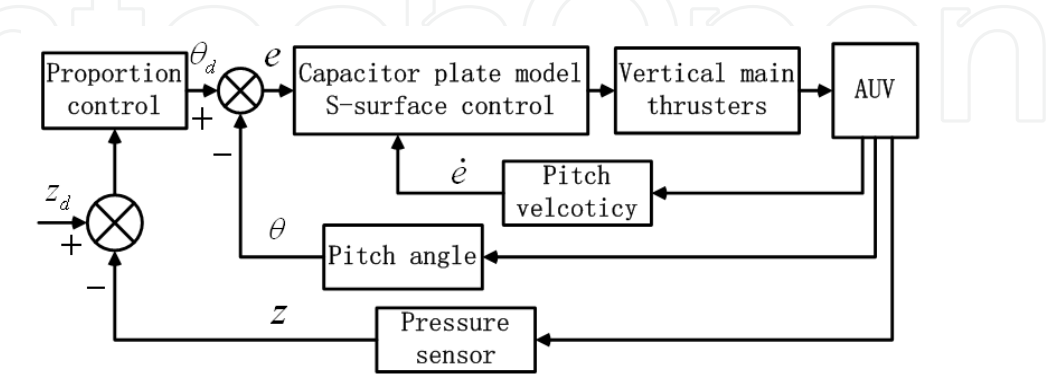 θd
e
Proportion
control
+
−
Capacitor plate model
S-surface control
Vertical main
thrusters
AUV
ė
Pitch
velcoticy
zd
+
−
θ
Pitch angle
z
Pressure
sensor